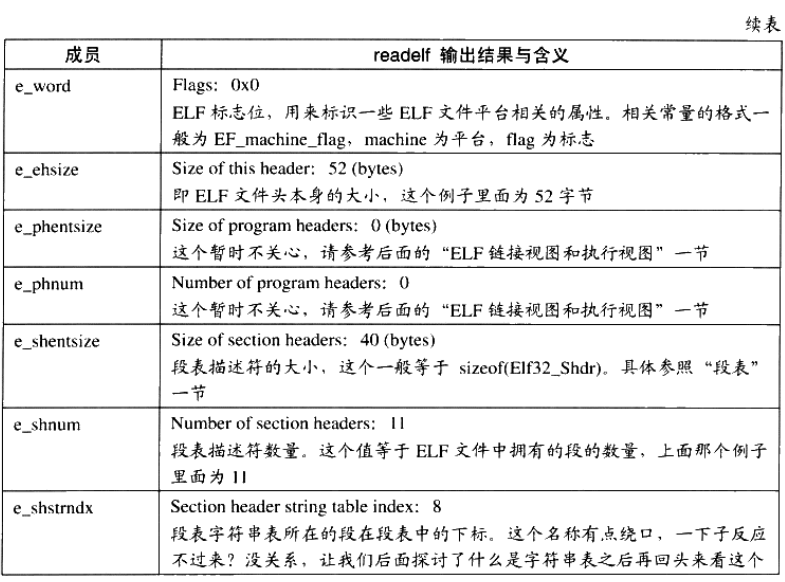 续表
成员 readelf 输出结果与含义
e_word Flags: 0x0
ELF 标志位，用来标识一些 ELF 文件平台相关的属性。相关常量的格式一
般为 EF_machine_flag，machine 为平台，flag 为标志
e_ehsize Size of this header: 52 (bytes)
即 ELF 文件头本身的大小，这个例子里面为 52 字节
e_phentsize Size of program headers: 0 (bytes)
这个暂时不关心，请参考后面的“ELF 链接视图和执行视图”一节
e_phnum Number of program headers: 0
这个暂时不关心，请参考后面的“ELF 链接视图和执行视图”一节
e_shentsize Size of section headers: 40 (bytes)
段表描述符的大小，这个一般等于 sizeof(Elf32_Shdr)。具体参照“段表”
一节
e_shnum Number of section headers: 11
段表描述符数量。这个值等于 ELF 文件中拥有的段的数量，上面那个例子
里面为 11
e_shstrndx Section header string table index: 8
段表字符串表所在的段在段表中的下标。这个名称有点绕口，一下子反应
不过来？没关系，让我们后面探讨了什么是字符串表之后再回头来看这个